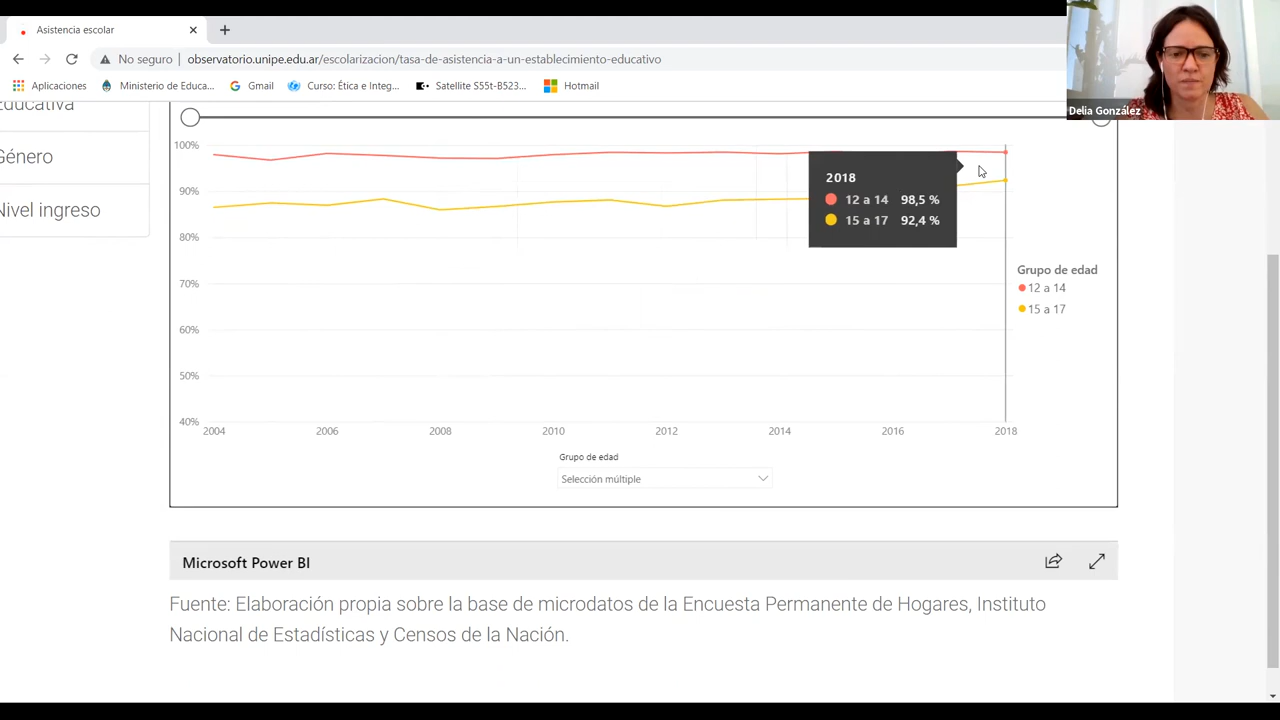 Asistencia escolar
No seguro | observatorio.unipe.edu.ar/escolarizacion/tasa-de-asistencia-a-un-establecimiento-educativo
Aplicaciones Ministerio de Educa... Gmail Curso: Ética e Integ... Satellite S55t-B523... Hotmail
Delia González
Educativa
Género
Nivel ingreso
100%
90%
80%
70%
60%
50%
40%
2004 2006 2008 2010 2012 2014 2016 2018
2018
12 a 14 98,5 %
15 a 17 92,4 %
Grupo de edad
12 a 14
15 a 17
Grupo de edad
Selección múltiple
Microsoft Power BI
Fuente: Elaboración propia sobre la base de microdatos de la Encuesta Permanente de Hogares, Instituto
Nacional de Estadísticas y Censos de la Nación.